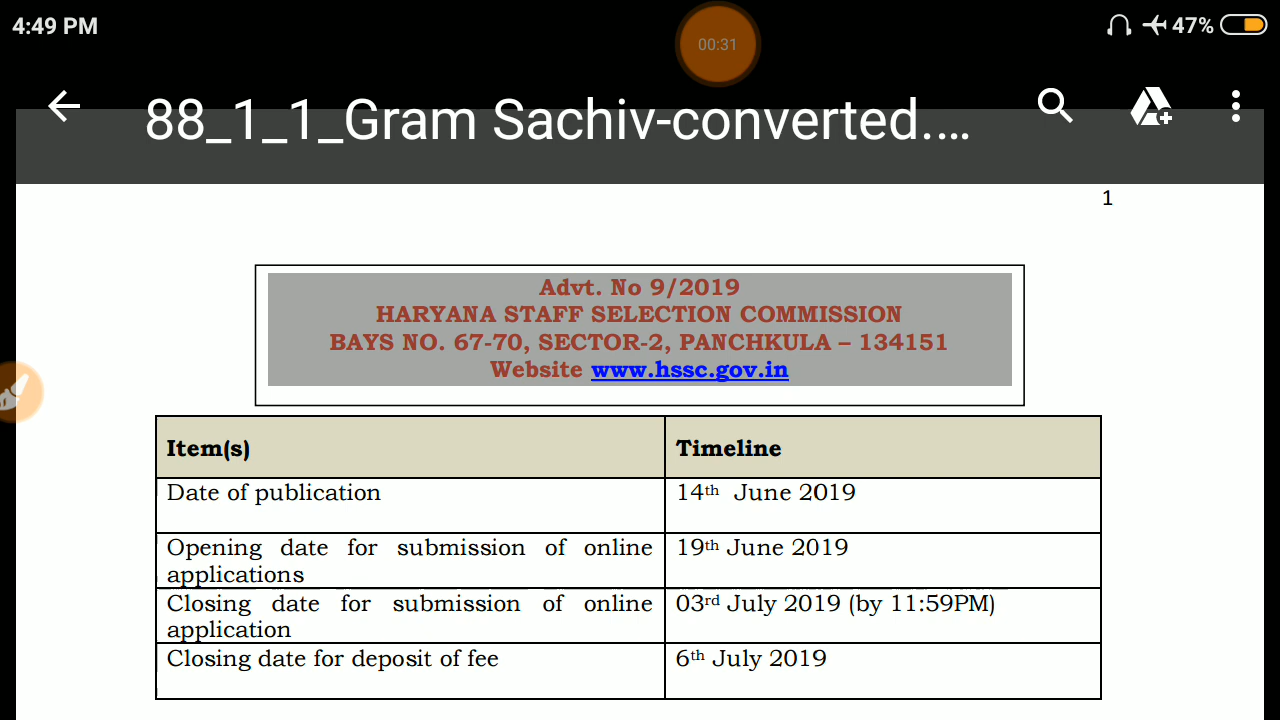 4:49 PM
00:31
47%
88_1_1_Gram Sachiv-converted....
1
Advt. No 9/2019
HARYANA STAFF SELECTION COMMISSION
BAYS NO. 67-70, SECTOR-2, PANCHKULA – 134151
Website www.hssc.gov.in
Item(s) Timeline
Date of publication 14th June 2019
Opening date for submission of online 19th June 2019
applications
Closing date for submission of online 03rd July 2019 (by 11:59PM)
application
Closing date for deposit of fee 6th July 2019